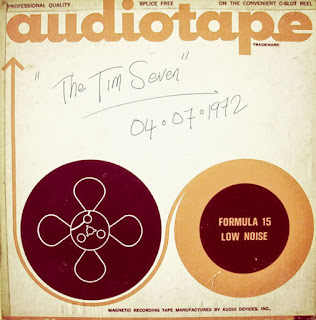 PROFESSIONAL QUALITY SPLICE FREE ON THE CONVENIENT C-SLOT REEL
audiotape
TRADEMARK
"The Tim Seven"
04.07.1972
FORMULA 15
LOW NOISE
MAGNETIC RECORDING TAPE MANUFACTURED BY AUDIO DEVICES, INC.